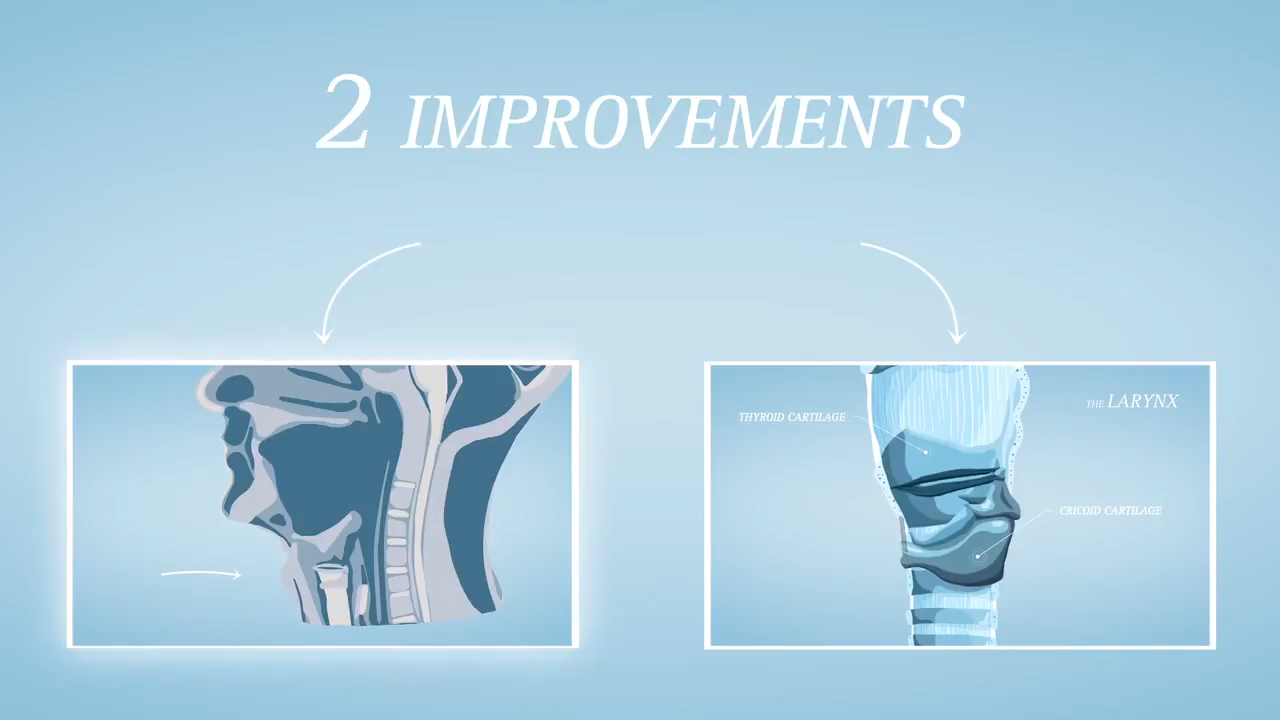 2 IMPROVEMENTS
THE LARYNX
THYROID CARTILAGE
CRICOID CARTILAGE